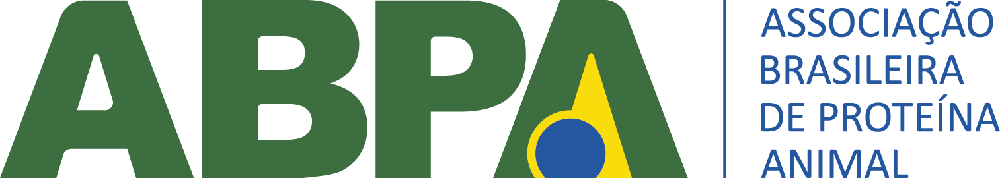 ABPA
ASSOCIAÇÃO
BRASILEIRA
DE PROTEÍNA
ANIMAL